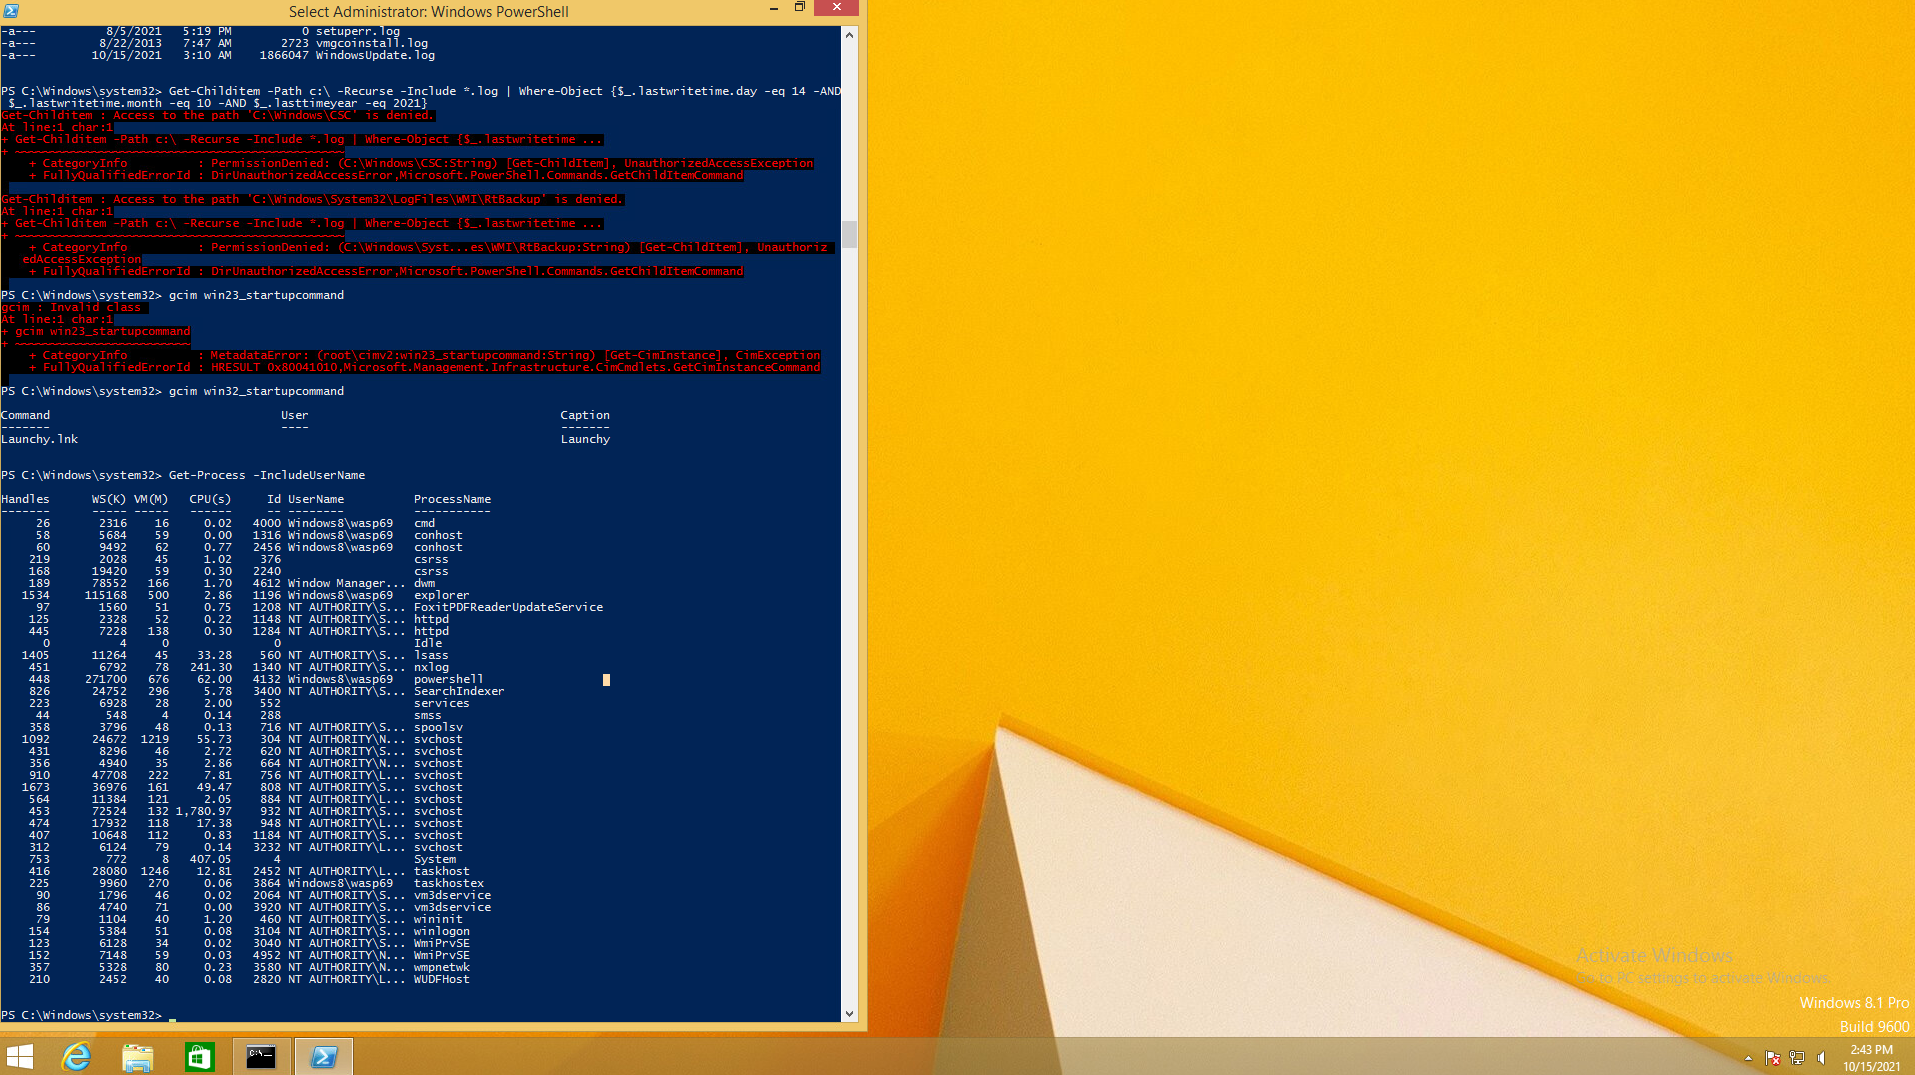 Select Administrator: Windows PowerShell
-a---          8/5/2021   5:19 PM          0 setuperr.log
-a---         8/22/2013   7:47 AM       2723 vmgcoinstall.log
-a---        10/15/2021   3:10 AM    1866047 WindowsUpdate.log
PS C:\Windows\system32> Get-Childitem -Path c:\ -Recurse -Include *.log | Where-Object {$_.lastwritetime.day -eq 14 -AND
$_.lastwritetime.month -eq 10 -AND $_.lasttimeyear -eq 2021}
Get-Childitem : Access to the path 'C:\Windows\CSC' is denied.
At line:1 char:1
+ Get-Childitem -Path c:\ -Recurse -Include *.log | Where-Object {$_.lastwritetime ...
+ ~~~~~~~~~~~~~~~~~~~~~~~~~~~~~~~~~~~~~~~~~~~~~~~
+ CategoryInfo          : PermissionDenied: (C:\Windows\CSC:String) [Get-ChildItem], UnauthorizedAccessException
+ FullyQualifiedErrorId : DirUnauthorizedAccessError,Microsoft.PowerShell.Commands.GetChildItemCommand
Get-Childitem : Access to the path 'C:\Windows\System32\LogFiles\WMI\RtBackup' is denied.
At line:1 char:1
+ Get-Childitem -Path c:\ -Recurse -Include *.log | Where-Object {$_.lastwritetime ...
+ ~~~~~~~~~~~~~~~~~~~~~~~~~~~~~~~~~~~~~~~~~~~~~~~
+ CategoryInfo          : PermissionDenied: (C:\Windows\Syst...es\WMI\RtBackup:String) [Get-ChildItem], Unauthoriz
edAccessException
+ FullyQualifiedErrorId : DirUnauthorizedAccessError,Microsoft.PowerShell.Commands.GetChildItemCommand
PS C:\Windows\system32> gcim win23_startupcommand
gcim : Invalid class
At line:1 char:1
+ gcim win23_startupcommand
+ ~~~~~~~~~~~~~~~~~~~~~~~~~
+ CategoryInfo          : MetadataError: (root\cimv2:win23_startupcommand:String) [Get-CimInstance], CimException
+ FullyQualifiedErrorId : HRESULT 0x80041010,Microsoft.Management.Infrastructure.CimCmdlets.GetCimInstanceCommand
PS C:\Windows\system32> gcim win32_startupcommand
Command                                 User                                    Caption
-------                                 ----                                    -------
Launchy.lnk                                                                     Launchy
PS C:\Windows\system32> Get-Process -IncludeUserName
Handles      WS(K) VM(M)   CPU(s)     Id UserName          ProcessName
-------      ----- -----   ------     -- --------          -----------
26       2316    16     0.02   4000 Windows8\wasp69   cmd
58       5684    59     0.00   1316 Windows8\wasp69   conhost
60       9492    62     0.77   2456 Windows8\wasp69   conhost
219       2028    45     1.02    376                   csrss
168      19420    59     0.30   2240                   csrss
189      78552   166     1.70   4612 Window Manager... dwm
1534     115168   500     2.86   1196 Windows8\wasp69   explorer
97       1560    51     0.75   1208 NT AUTHORITY\S... FoxitPDFReaderUpdateService
125       2328    52     0.22   1148 NT AUTHORITY\S... httpd
445       7228   138     0.30   1284 NT AUTHORITY\S... httpd
0          4     0               0                   Idle
1405      11264    45    33.28    560 NT AUTHORITY\S... lsass
451       6792    78   241.30   1340 NT AUTHORITY\S... nxlog
448     271700   676    62.00   4132 Windows8\wasp69   powershell
826      24752   296     5.78   3400 NT AUTHORITY\S... SearchIndexer
223       6928    28     2.00    552                   services
44        548     4     0.14    288                   smss
358       3796    48     0.13    716 NT AUTHORITY\S... spoolsv
1092      24672  1219    55.73    304 NT AUTHORITY\N... svchost
431       8296    46     2.72    620 NT AUTHORITY\S... svchost
356       4940    35     2.86    664 NT AUTHORITY\N... svchost
910      47708   222     7.81    756 NT AUTHORITY\L... svchost
1673      36976   161    49.47    808 NT AUTHORITY\S... svchost
564      11384   121     2.05    884 NT AUTHORITY\L... svchost
453      72524   132 1,780.97    932 NT AUTHORITY\S... svchost
474      17932   118    17.38    948 NT AUTHORITY\L... svchost
407      10648   112     0.83   1184 NT AUTHORITY\S... svchost
312       6124    79     0.14   3232 NT AUTHORITY\L... svchost
753        772     8   407.05      4                   System
416      28080  1246    12.81   2452 NT AUTHORITY\L... taskhost
225       9960   270     0.06   3864 Windows8\wasp69   taskhostex
90       1796    46     0.02   2064 NT AUTHORITY\S... vm3dservice
86       4740    71     0.00   3920 NT AUTHORITY\S... vm3dservice
79       1104    40     1.20    460 NT AUTHORITY\S... wininit
154       5384    51     0.08   3104 NT AUTHORITY\S... winlogon
123       6128    34     0.02   3040 NT AUTHORITY\S... WmiPrvSE
152       7148    59     0.03   4952 NT AUTHORITY\N... WmiPrvSE
357       5328    80     0.23   3580 NT AUTHORITY\N... wmpnetwk
210       2452    40     0.08   2820 NT AUTHORITY\L... WUDFHost
PS C:\Windows\system32> _
Activate Windows
Go to PC settings to activate Windows.
Windows 8.1 Pro
Build 9600
C:\_
2:43 PM
10/15/2021